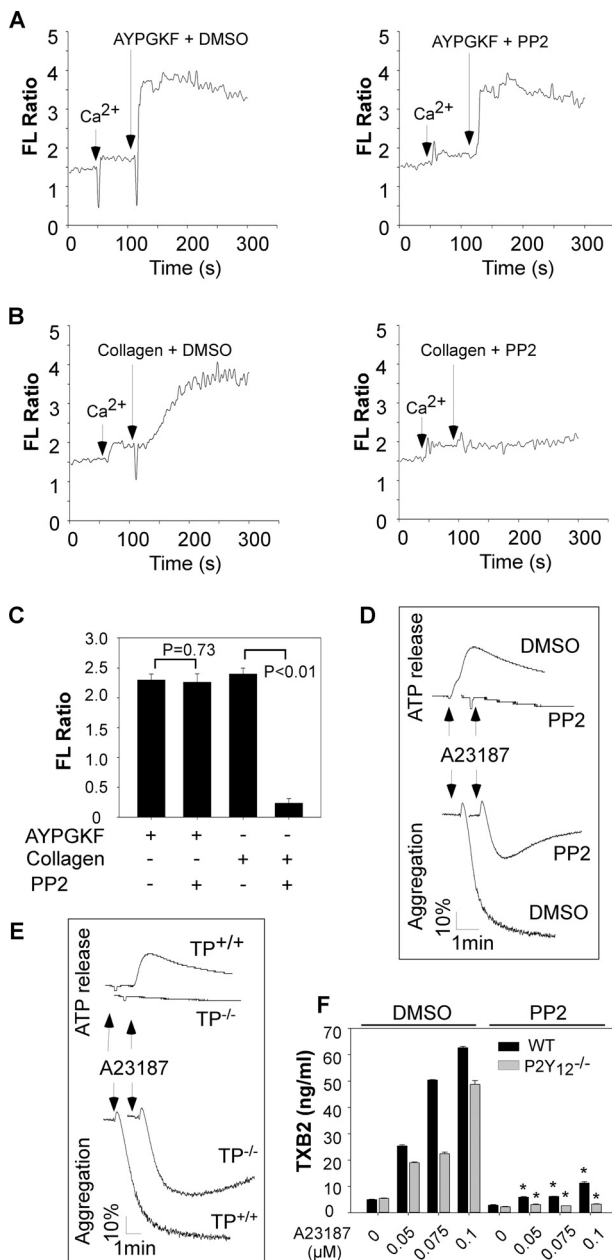 A
AYPGKF + DMSO
AYPGKF + PP2
Ca2+
Ca2+
FL Ratio
FL Ratio
5
4
3
2
1
0
5
4
3
2
1
0
0 100 200 300
0 100 200 300
Time (s)
Time (s)
B
Collagen + DMSO
Collagen + PP2
Ca2+
Ca2+
FL Ratio
FL Ratio
5
4
3
2
1
0
5
4
3
2
1
0
0 100 200 300
0 100 200 300
Time (s)
Time (s)
C
3.0
2.5
2.0
1.5
1.0
0.5
0
FL Ratio
P=0.73
P<0.01
AYPGKF + + - -
Collagen - - + +
PP2 - + - +
D
ATP release
DMSO
PP2
A23187
Aggregation
PP2
DMSO
10%
1min
E
ATP release
TP+/+
TP-/-
A23187
Aggregation
TP-/-
TP+/+
10%
1min
F
DMSO
PP2
WT
P2Y12-/-
TXB2 (ng/ml)
70
60
50
40
30
20
10
0
* * * * * *
A23187 (µM)
0 0.05 0.075 0.1 0 0.05 0.075 0.1